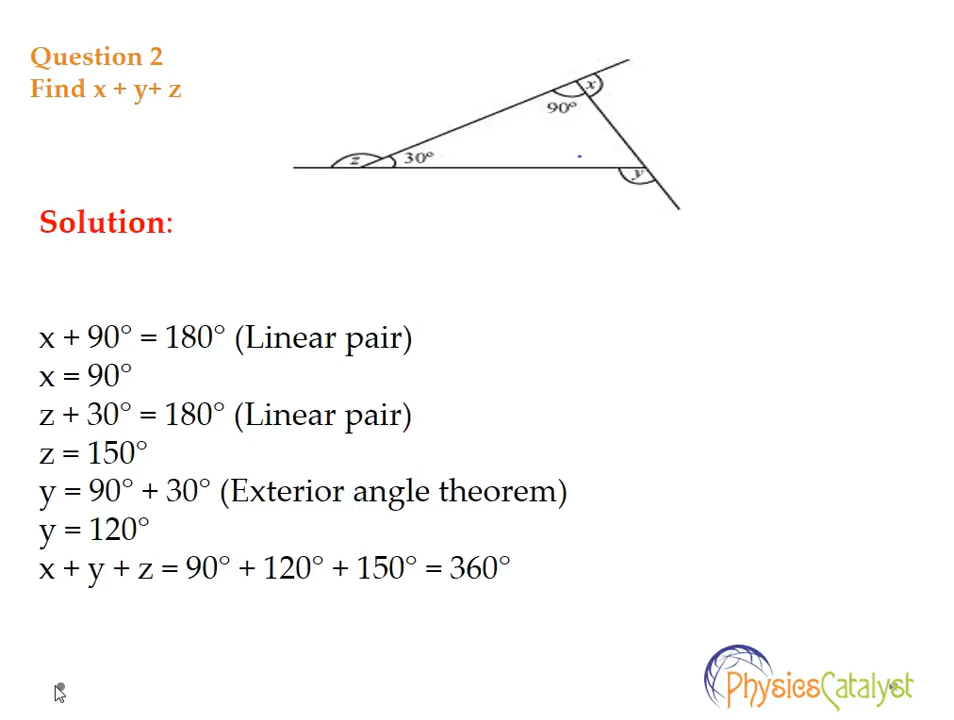 Question 2
Find x + y+ z
x
90°
z
30°
y
Solution:
x + 90° = 180° (Linear pair)
x = 90°
z + 30° = 180° (Linear pair)
z = 150°
y = 90° + 30° (Exterior angle theorem)
y = 120°
x + y + z = 90° + 120° + 150° = 360°
PhysicsCatalyst